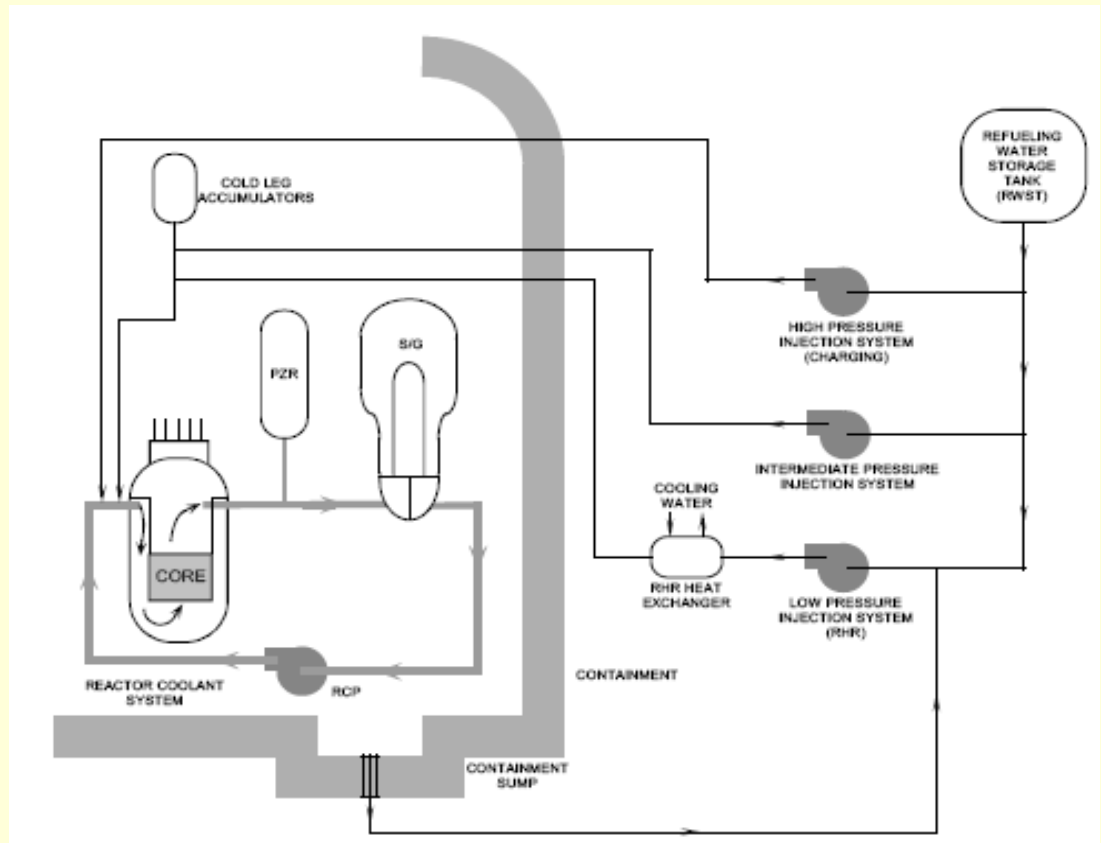 REFUELING
WATER
STORAGE
TANK
(RWST)
COLD LEG
ACCUMULATORS
HIGH PRESSURE
INJECTION SYSTEM
(CHARGING)
S/G
PZR
INTERMEDIATE PRESSURE
INJECTION SYSTEM
COOLING
WATER
CORE
RHR HEAT
EXCHANGER
LOW PRESSURE
INJECTION SYSTEM
(RHR)
REACTOR COOLANT
SYSTEM
RCP
CONTAINMENT
CONTAINMENT
SUMP